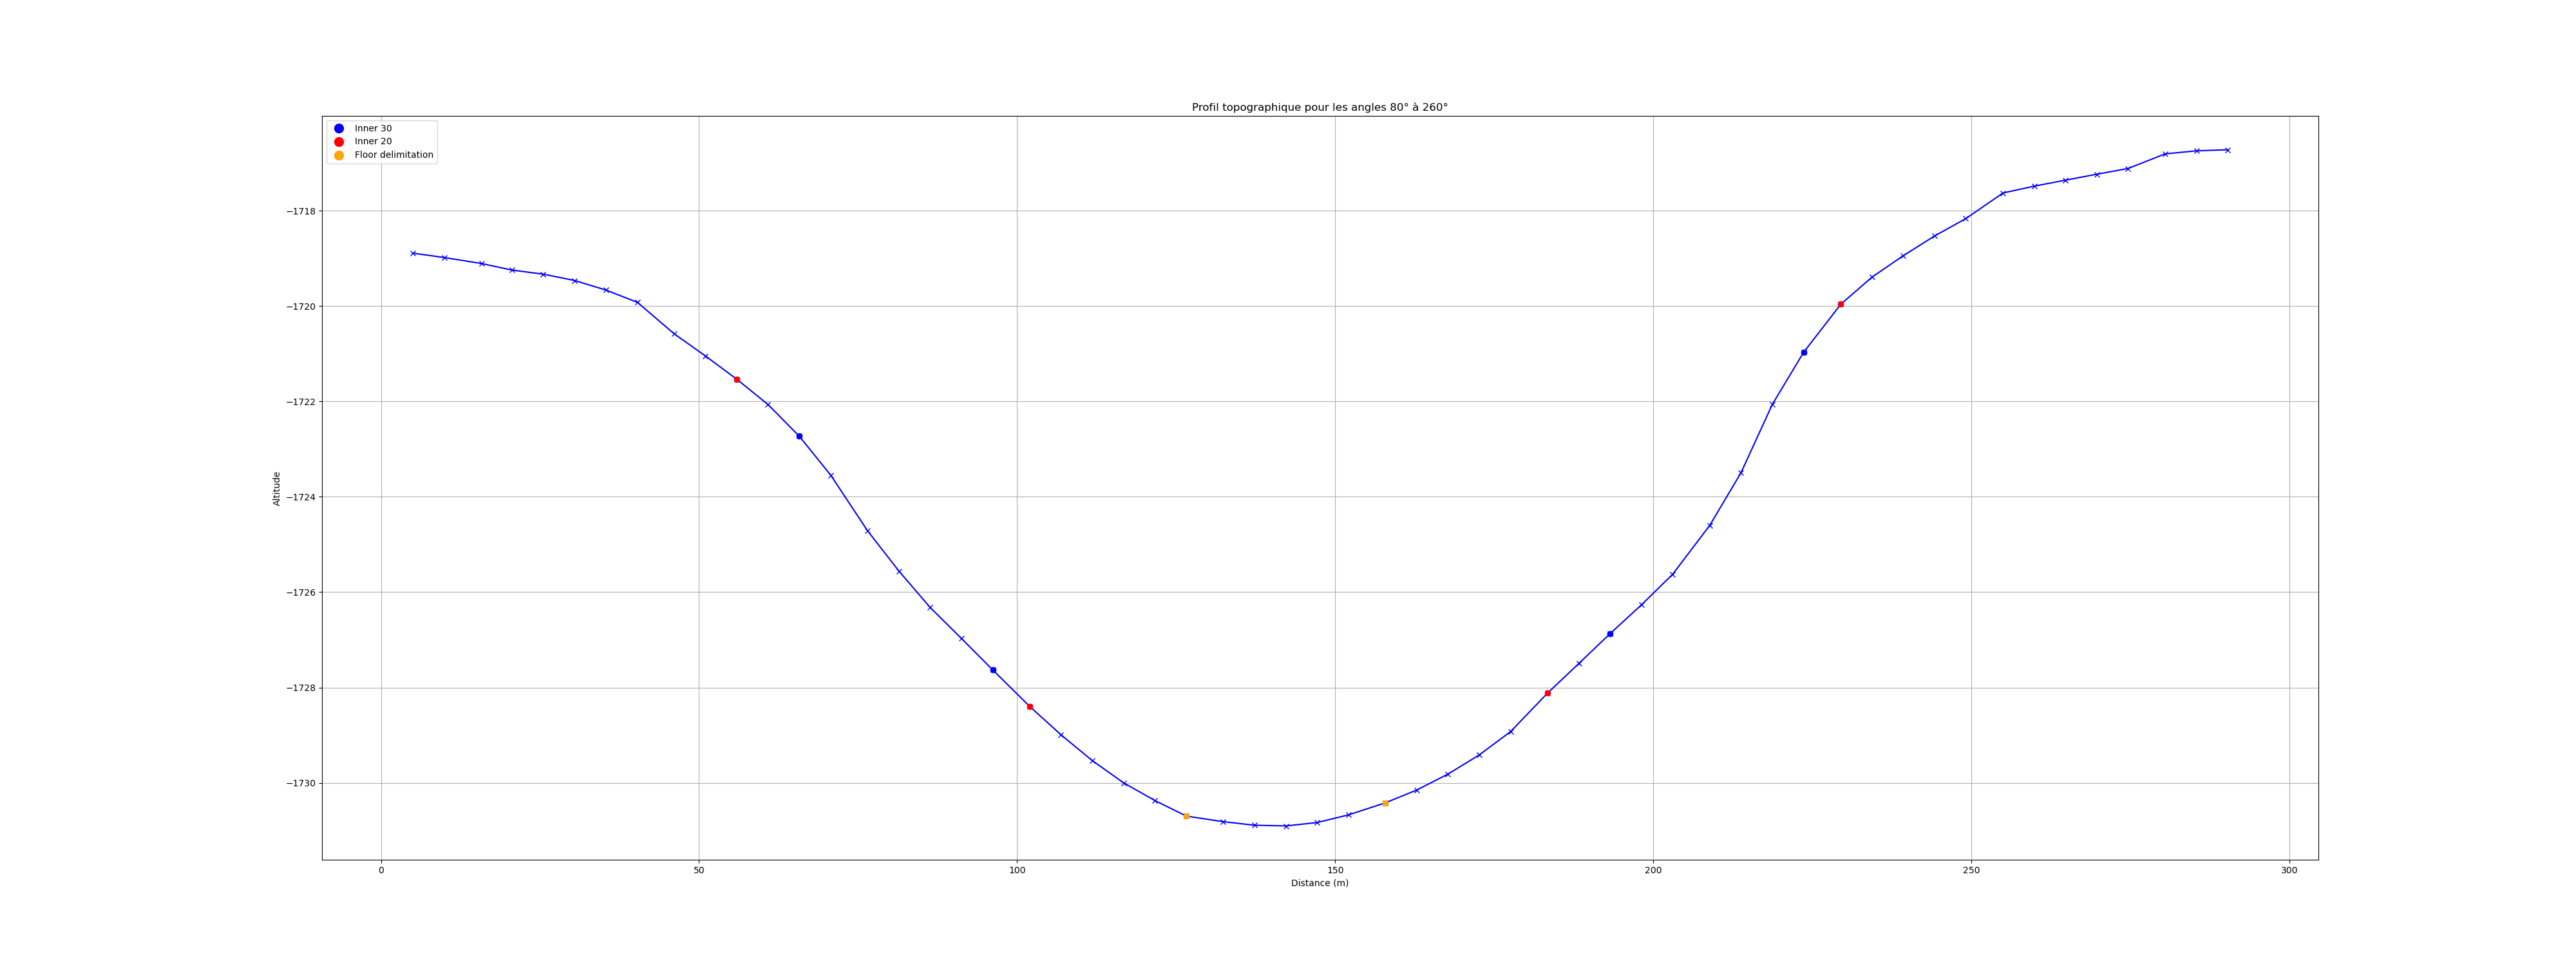 Profil topographique pour les angles 80° à 260°
Inner 30
Inner 20
Floor delimitation
−1718
−1720
−1722
−1724
−1726
−1728
−1730
Altitude
0 50 100 150 200 250 300
Distance (m)